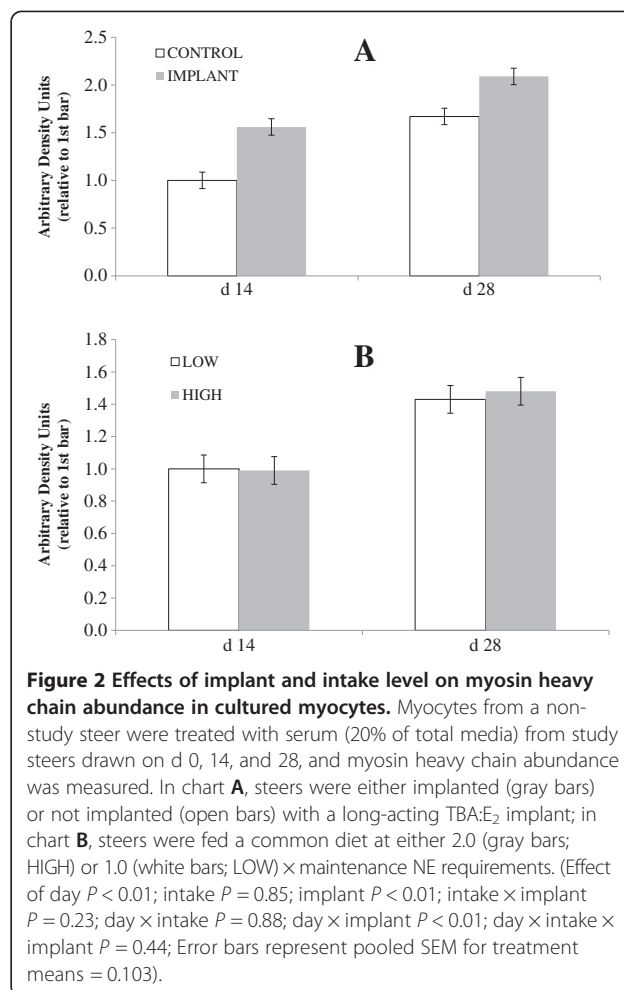 2.5
2.0
1.5
1.0
0.5
0.0
Arbitrary Density Units
(relative to 1st bar)
CONTROL
IMPLANT
A
d 14
d 28
1.8
1.6
1.4
1.2
1.0
0.8
0.6
0.4
0.2
0.0
Arbitrary Density Units
(relative to 1st bar)
LOW
HIGH
B
d 14
d 28
Figure 2 Effects of implant and intake level on myosin heavy
chain abundance in cultured myocytes. Myocytes from a non-
study steer were treated with serum (20% of total media) from study
steers drawn on d 0, 14, and 28, and myosin heavy chain abundance
was measured. In chart A, steers were either implanted (gray bars)
or not implanted (open bars) with a long-acting TBA:E₂ implant; in
chart B, steers were fed a common diet at either 2.0 (gray bars;
HIGH) or 1.0 (white bars; LOW) × maintenance NE requirements. (Effect
of day P < 0.01; intake P = 0.85; implant P < 0.01; intake × implant
P = 0.23; day × intake P = 0.88; day × implant P < 0.01; day × intake ×
implant P = 0.44; Error bars represent pooled SEM for treatment
means = 0.103).